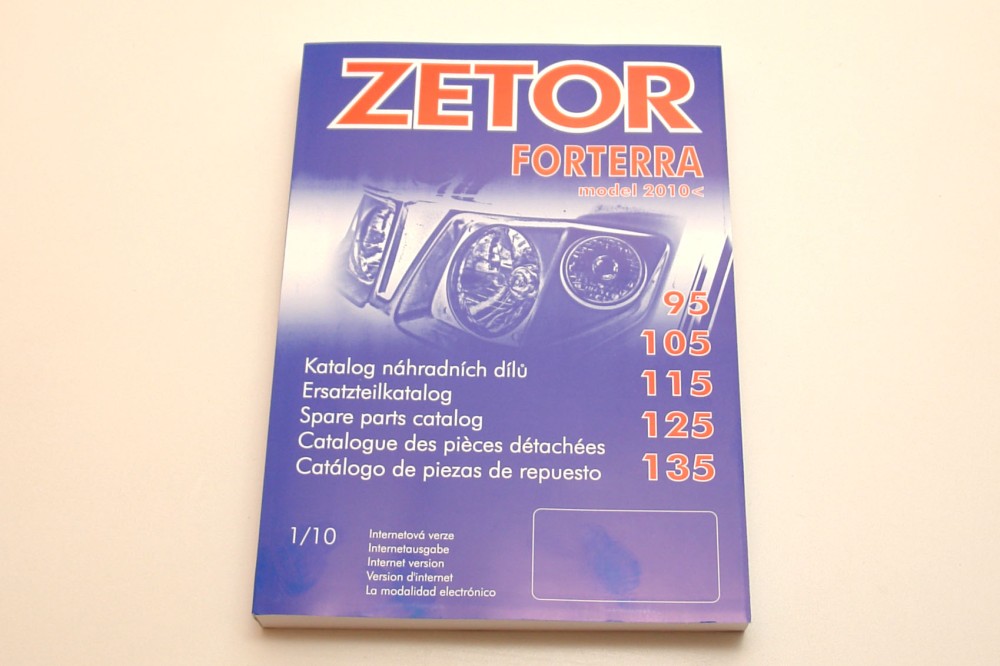 ZETOR
FORTERRA
model 2010<
95
105
115
125
135
Katalog náhradních dílů
Ersatzteilkatalog
Spare parts catalog
Catalogue des pièces détachées
Catálogo de piezas de repuesto
1/10
Internetová verze
Internetausgabe
Internet version
Version d'internet
La modalidad electrónico